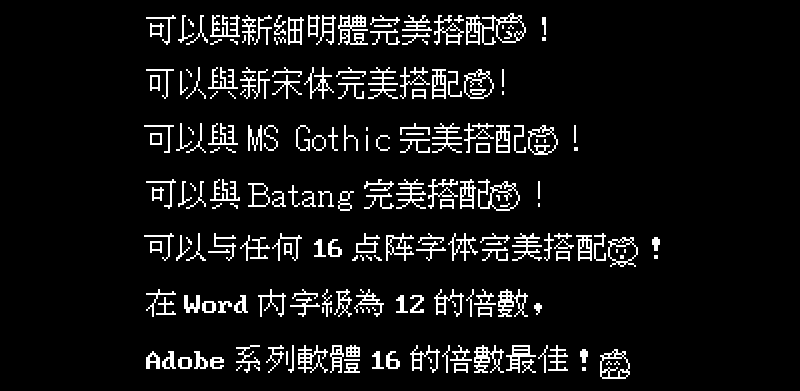 可以與新細明體完美搭配！
可以與新宋体完美搭配!
可以與 MS Gothic 完美搭配！
可以與 Batang 完美搭配！
可以与任何 16 点阵字体完美搭配！
在 Word 内字級為 12 的倍數，
Adobe 系列軟體 16 的倍數最佳！